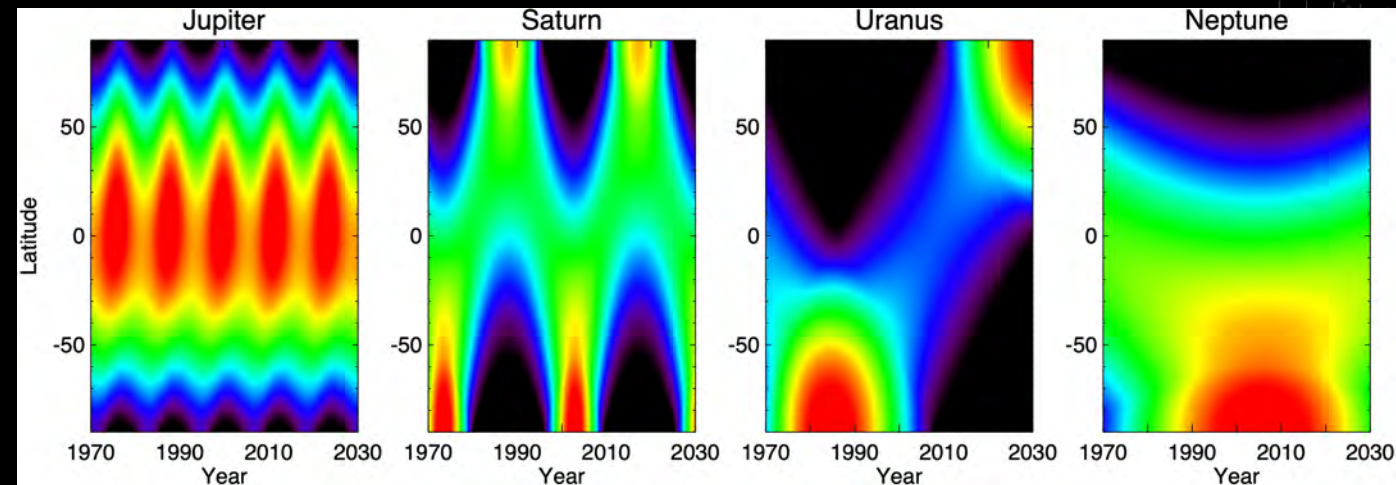 Jupiter Saturn Uranus Neptune
Latitude
50 50 50 50
0 0 0 0
-50 -50 -50 -50
1970 1990 2010 2030 1970 1990 2010 2030 1970 1990 2010 2030 1970 1990 2010 2030
Year Year Year Year